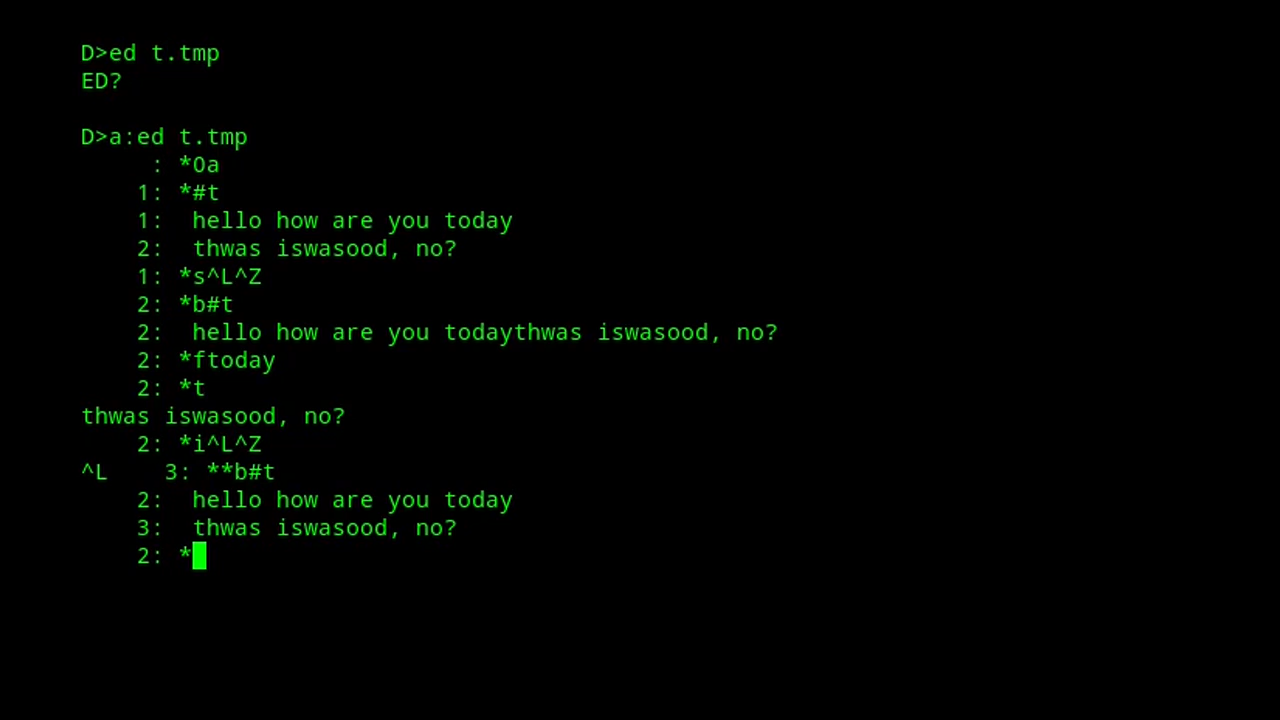 D>ed t.tmp
ED?
D>a:ed t.tmp
: *0a
1: *#t
1: hello how are you today
2: thwas iswasood, no?
1: *s^L^Z
2: *b#t
2: hello how are you todaythwas iswasood, no?
2: *ftoday
2: *t
thwas iswasood, no?
2: *i^L^Z
^L 3: **b#t
2: hello how are you today
3: thwas iswasood, no?
2: *